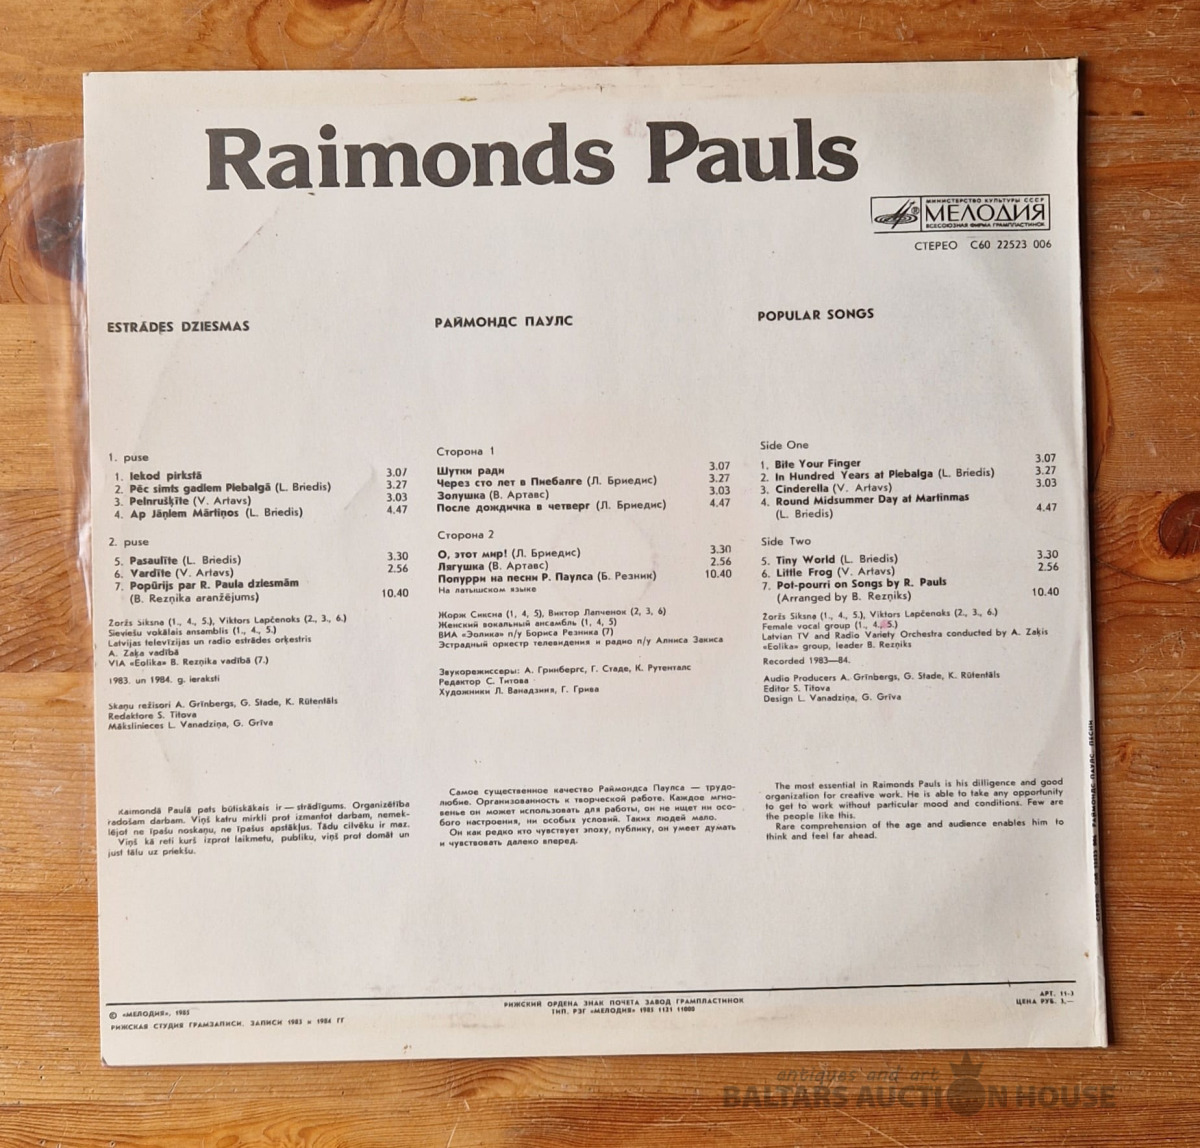 Raimonds Pauls
МИНИСТЕРСТВО КУЛЬТУРЫ СССР
МЕЛОДИЯ
ВСЕСОЮЗНАЯ ФИРМА ГРАМПЛАСТИНОК
СТЕРЕО С60 22523 006
ESTRĀDES DZIESMAS
1. puse
1. Iekod pirkstā 3.07
2. Pēc simts gadiem Piebalgā (L. Briedis) 3.27
3. Pelnrušķīte (V. Artavs) 3.03
4. Ap Jāņiem Mārtiņos (L. Briedis) 4.47
2. puse
5. Pasaulīte (L. Briedis) 3.30
6. Vardīte (V. Artavs) 2.56
7. Popūrijs par R. Paula dziesmām
(B. Rezņika aranžējums) 10.40
Žoržs Siksna (1., 4., 5.), Viktors Lapčenoks (2., 3., 6.)
Sieviešu vokālais ansamblis (1., 4., 5.)
Latvijas televīzijas un radio estrādes orķestris
A. Zaķa vadībā
VIA «Eolika» B. Rezņika vadībā (7.)
1983. un 1984. g. ieraksti
Skaņu režisori A. Grīnbergs, G. Stade, K. Rūtentāls
Redaktore S. Titova
Mākslinieces L. Vanadziņa, G. Grīva
Raimondā Paulā pats būtiskākais ir — strādīgums. Organizētība
radošam darbam. Viņš katru mirkli prot izmantot darbam, nemek-
lējot ne īpašu noskaņu, ne īpašus apstākļus. Tādu cilvēku ir maz.
Viņš kā reti kurš izprot laikmetu, publiku, viņš prot domāt un
just tālu uz priekšu.
РАЙМОНДС ПАУЛС
Сторона 1
Шутки ради 3.07
Через сто лет в Пиебалге (Л. Бриедис) 3.27
Золушка (В. Артавс) 3.03
После дождичка в четверг (Л. Бриедис) 4.47
Сторона 2
О, этот мир! (Л. Бриедис) 3.30
Лягушка (В. Артавс) 2.56
Попурри на песни Р. Паулса (Б. Резник) 10.40
На латышском языке
Жорж Сиксна (1, 4, 5), Виктор Лапченок (2, 3, 6)
Женский вокальный ансамбль (1, 4, 5)
ВИА «Эолика» п/у Бориса Резника (7)
Эстрадный оркестр телевидения и радио п/у Алниса Закиса
Звукорежиссеры: А. Гринбергс, Г. Стаде, К. Рутенталс
Редактор С. Титова
Художники Л. Ванадзиня, Г. Грива
Самое существенное качество Раймондса Паулса — трудо-
любие. Организованность к творческой работе. Каждое мгно-
венье он может использовать для работы, он не ищет ни осо-
бого настроения, ни особых условий. Таких людей мало.
Он как редко кто чувствует эпоху, публику, он умеет думать
и чувствовать далеко вперед.
POPULAR SONGS
Side One
1. Bite Your Finger 3.07
2. In Hundred Years at Piebalga (L. Briedis) 3.27
3. Cinderella (V. Artavs) 3.03
4. Round Midsummer Day at Martinmas
(L. Briedis) 4.47
Side Two
5. Tiny World (L. Briedis) 3.30
6. Little Frog (V. Artavs) 2.56
7. Pot-pourri on Songs by R. Pauls
(Arranged by B. Rezņiks) 10.40
Žoržs Siksna (1., 4., 5.), Viktors Lapčenoks (2., 3., 6.)
Female vocal group (1., 4., 5.)
Latvian TV and Radio Variety Orchestra conducted by A. Zaķis
«Eolika» group, leader B. Rezņiks
Recorded 1983—84.
Audio Producers A. Grīnbergs, G. Stade, K. Rūtentāls
Editor S. Titova
Design L. Vanadziņa, G. Grīva
The most essential in Raimonds Pauls is his dilligence and good
organization for creative work. He is able to take any opportunity
to get to work without particular mood and conditions. Few are
the people like this.
Rare comprehension of the age and audience enables him to
think and feel far ahead.
© «МЕЛОДИЯ», 1985
РИЖСКАЯ СТУДИЯ ГРАМЗАПИСИ. ЗАПИСИ 1983 и 1984 ГГ
РИЖСКИЙ ОРДЕНА ЗНАК ПОЧЕТА ЗАВОД ГРАМПЛАСТИНОК
ТИП. РЗГ «МЕЛОДИЯ» 1985 1131 11000
АРТ. 11-3
ЦЕНА РУБ. 3.—
antiques and art
BALTARS AUCTION HOUSE